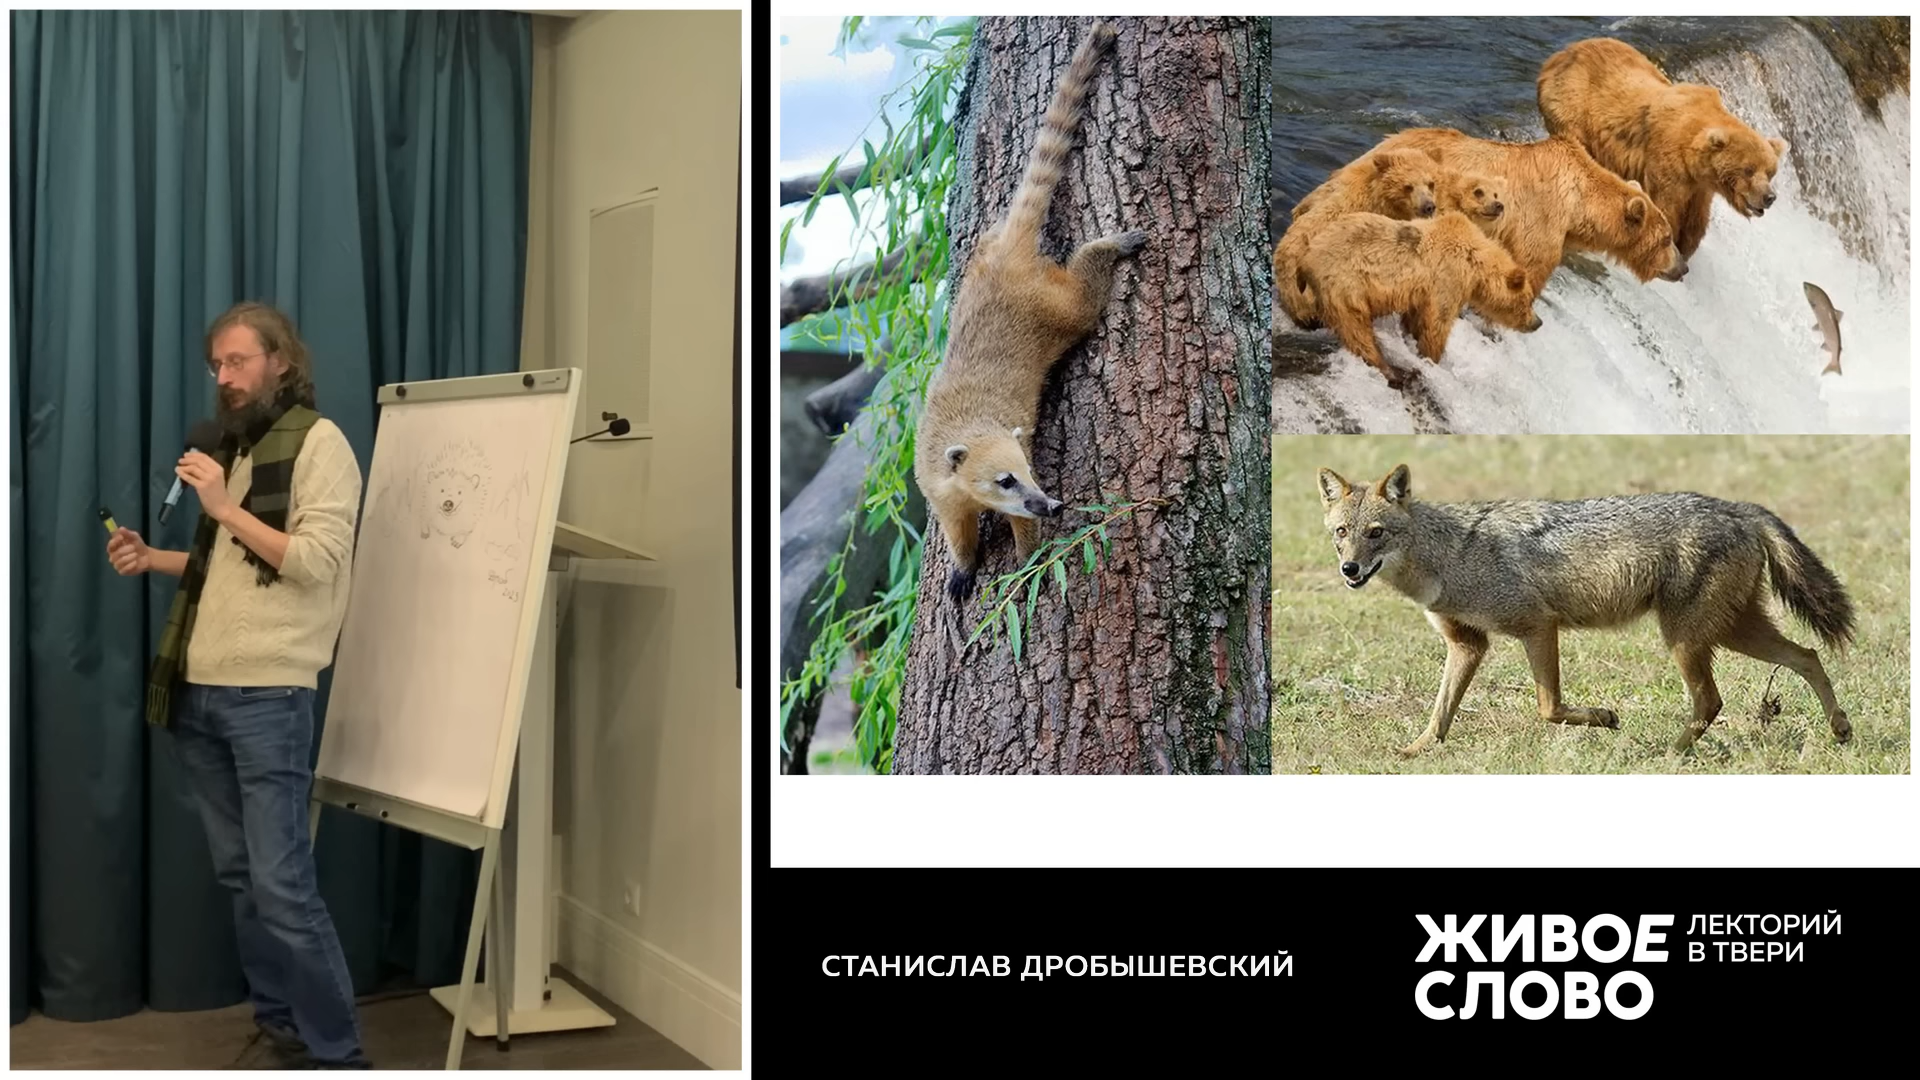 СТАНИСЛАВ ДРОБЫШЕВСКИЙ
ЖИВОЕ
СЛОВО
ЛЕКТОРИЙ
В ТВЕРИ